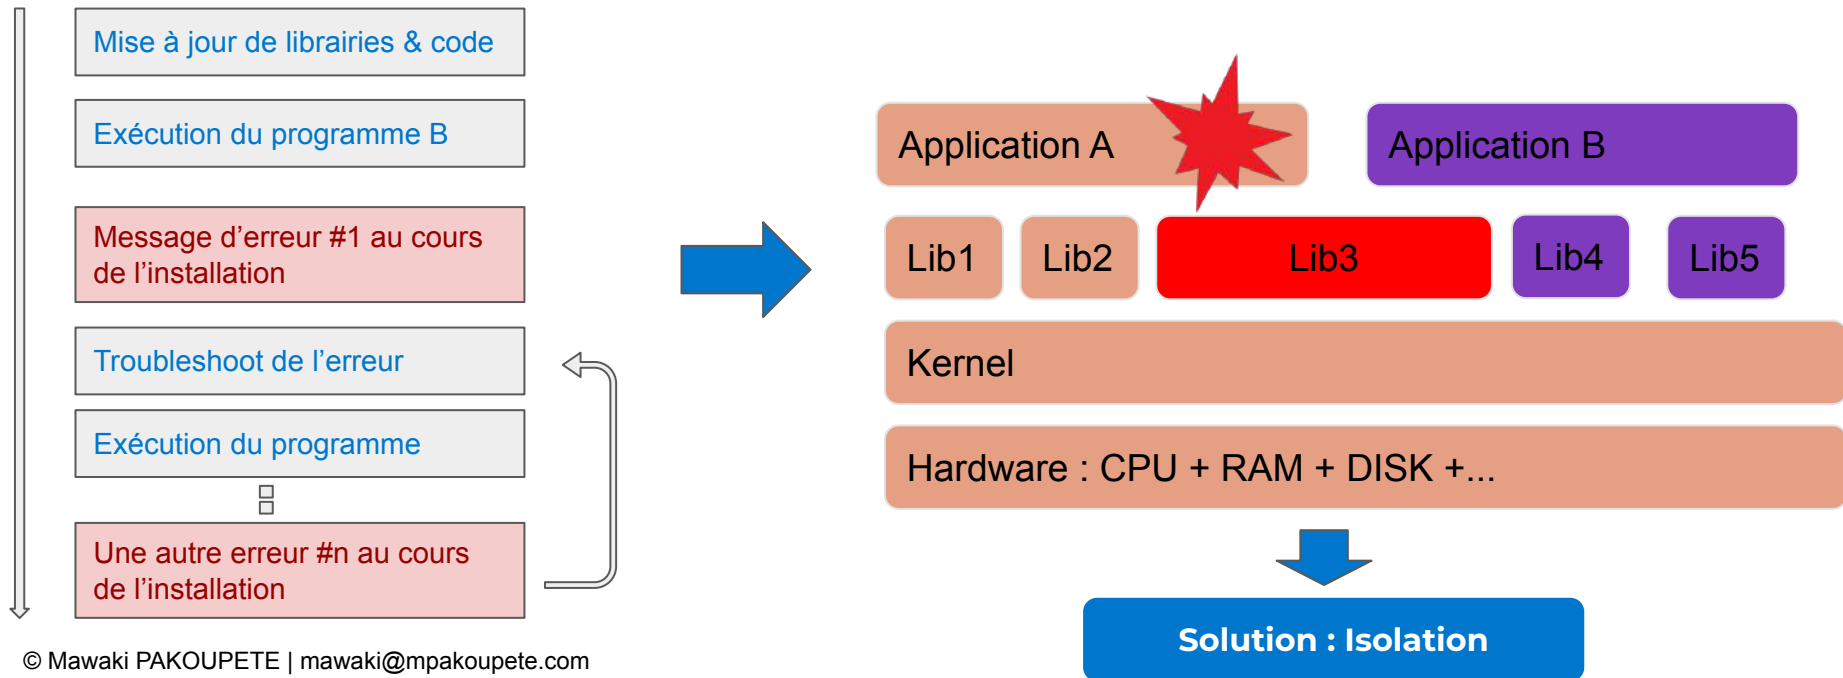 Mise à jour de librairies & code
Exécution du programme B
Message d’erreur #1 au cours
de l’installation
Troubleshoot de l’erreur
Exécution du programme
Une autre erreur #n au cours
de l’installation
© Mawaki PAKOUPETE | mawaki@mpakoupete.com
Application A
Application B
Lib1
Lib2
Lib3
Lib4
Lib5
Kernel
Hardware : CPU + RAM + DISK +...
Solution : Isolation